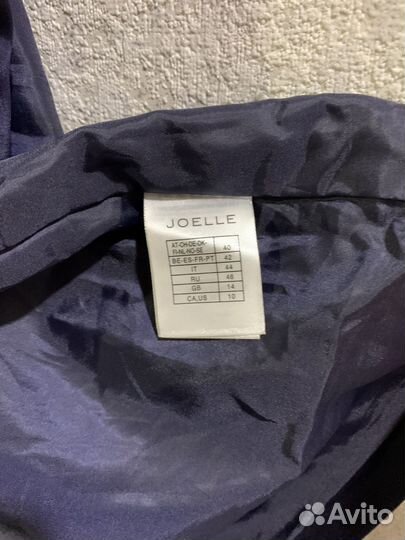 JOELLE
AT-CH-DE-DK-
FI-NL-NO-SE 40
BE-ES-FR-PT 42
IT 44
RU 46
GB 14
CA,US 10
Avito